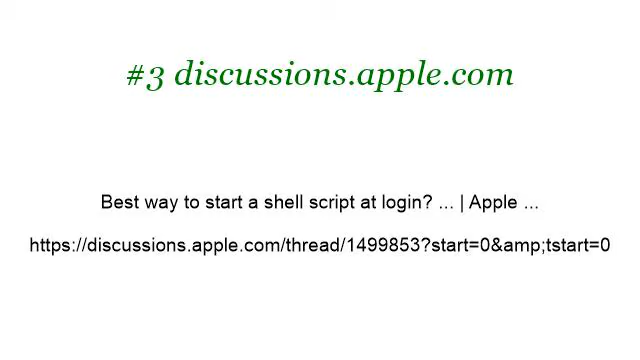 #3 discussions.apple.com
Best way to start a shell script at login? ... | Apple ...
https://discussions.apple.com/thread/1499853?start=0&amp;tstart=0